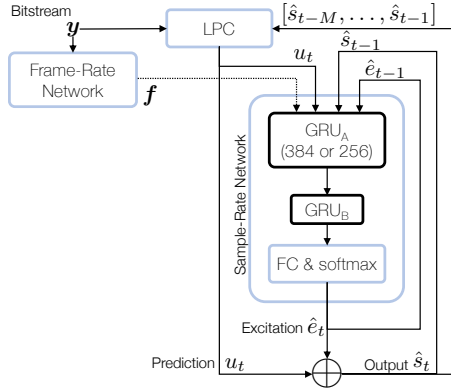 Bitstream
y
LPC
[ŝ_{t−M}, . . . , ŝ_{t−1}]
u_t
ŝ_{t−1}
ê_{t−1}
Frame-Rate
Network
f
Sample-Rate Network
GRU_A
(384 or 256)
GRU_B
FC & softmax
Excitation ê_t
Prediction u_t
Output ŝ_t